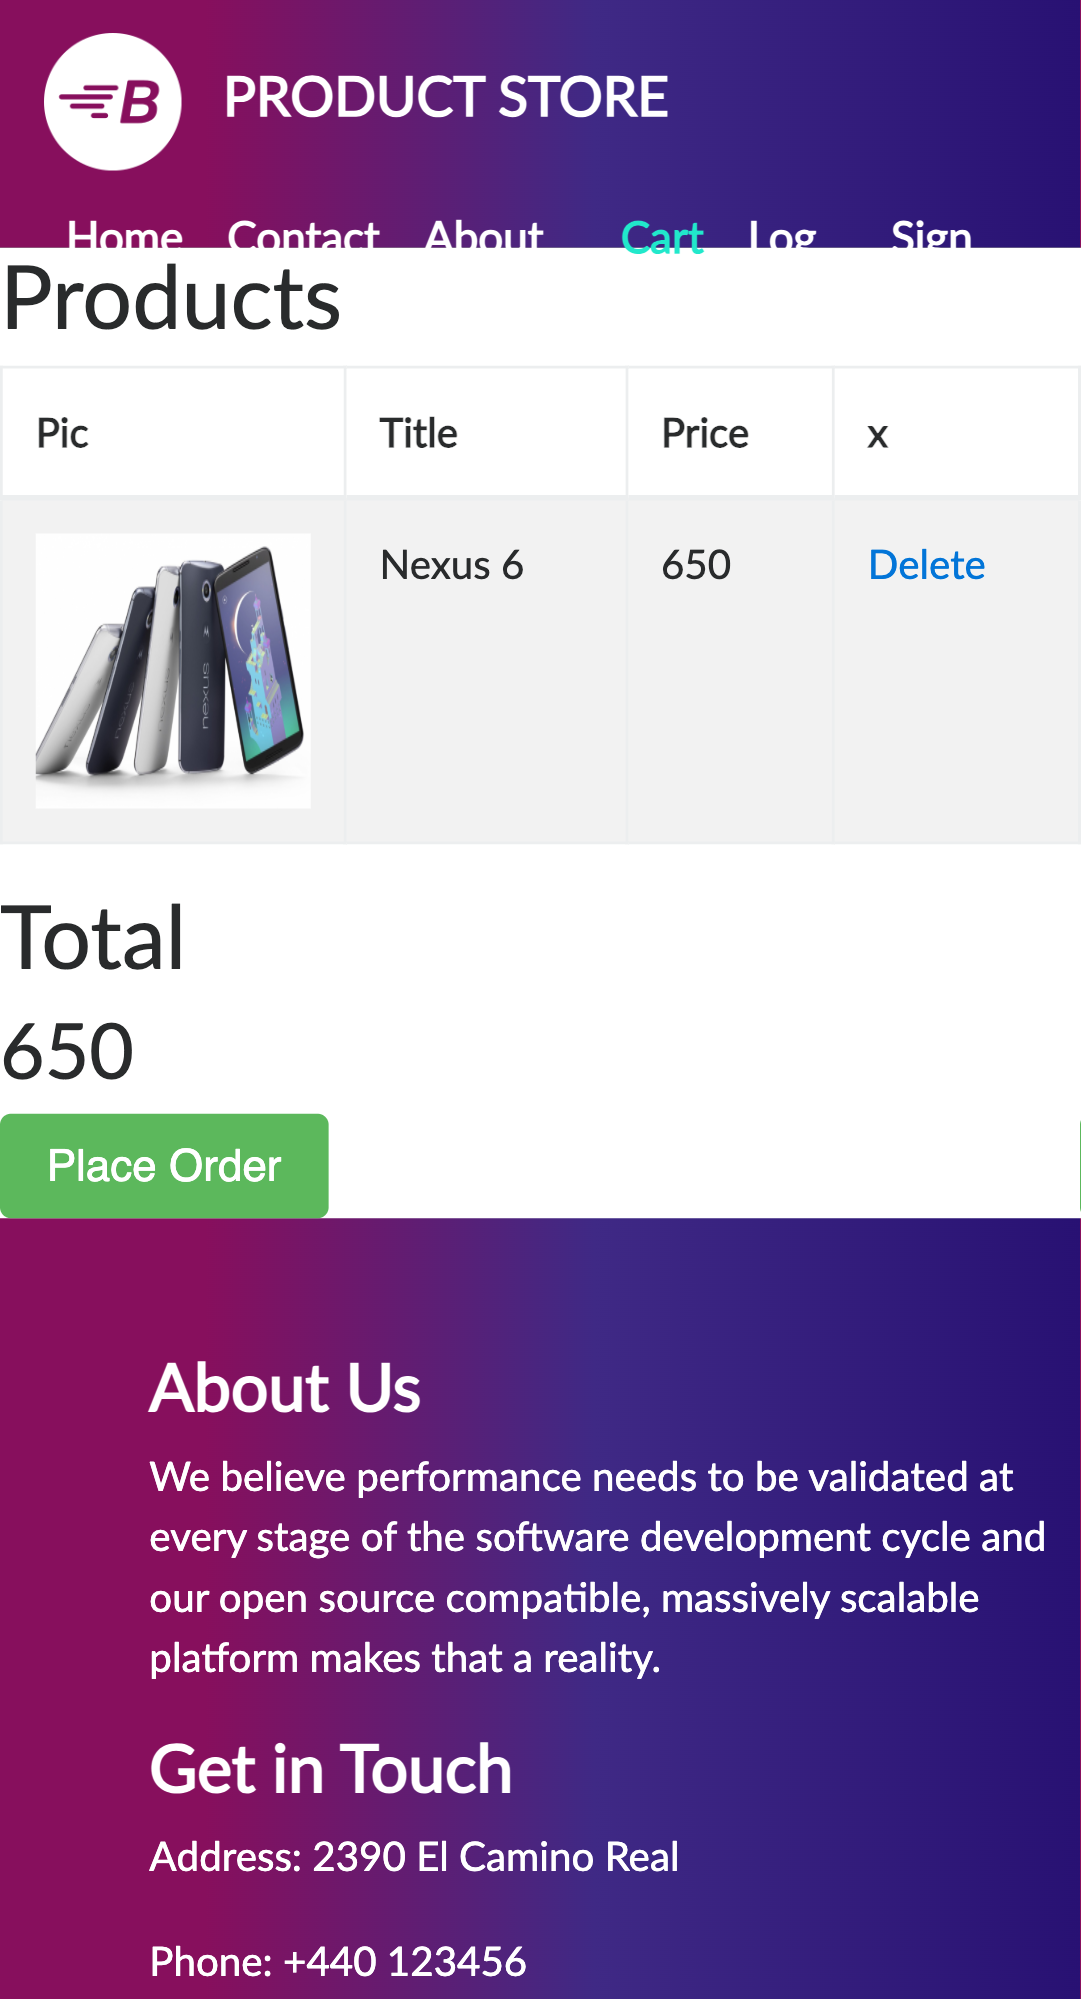 B PRODUCT STORE
Home Contact About Cart Log Sign
Products
Pic Title Price x
Nexus 6 650 Delete
nexus
Total
650
Place Order
About Us
We believe performance needs to be validated at
every stage of the software development cycle and
our open source compatible, massively scalable
platform makes that a reality.
Get in Touch
Address: 2390 El Camino Real
Phone: +440 123456